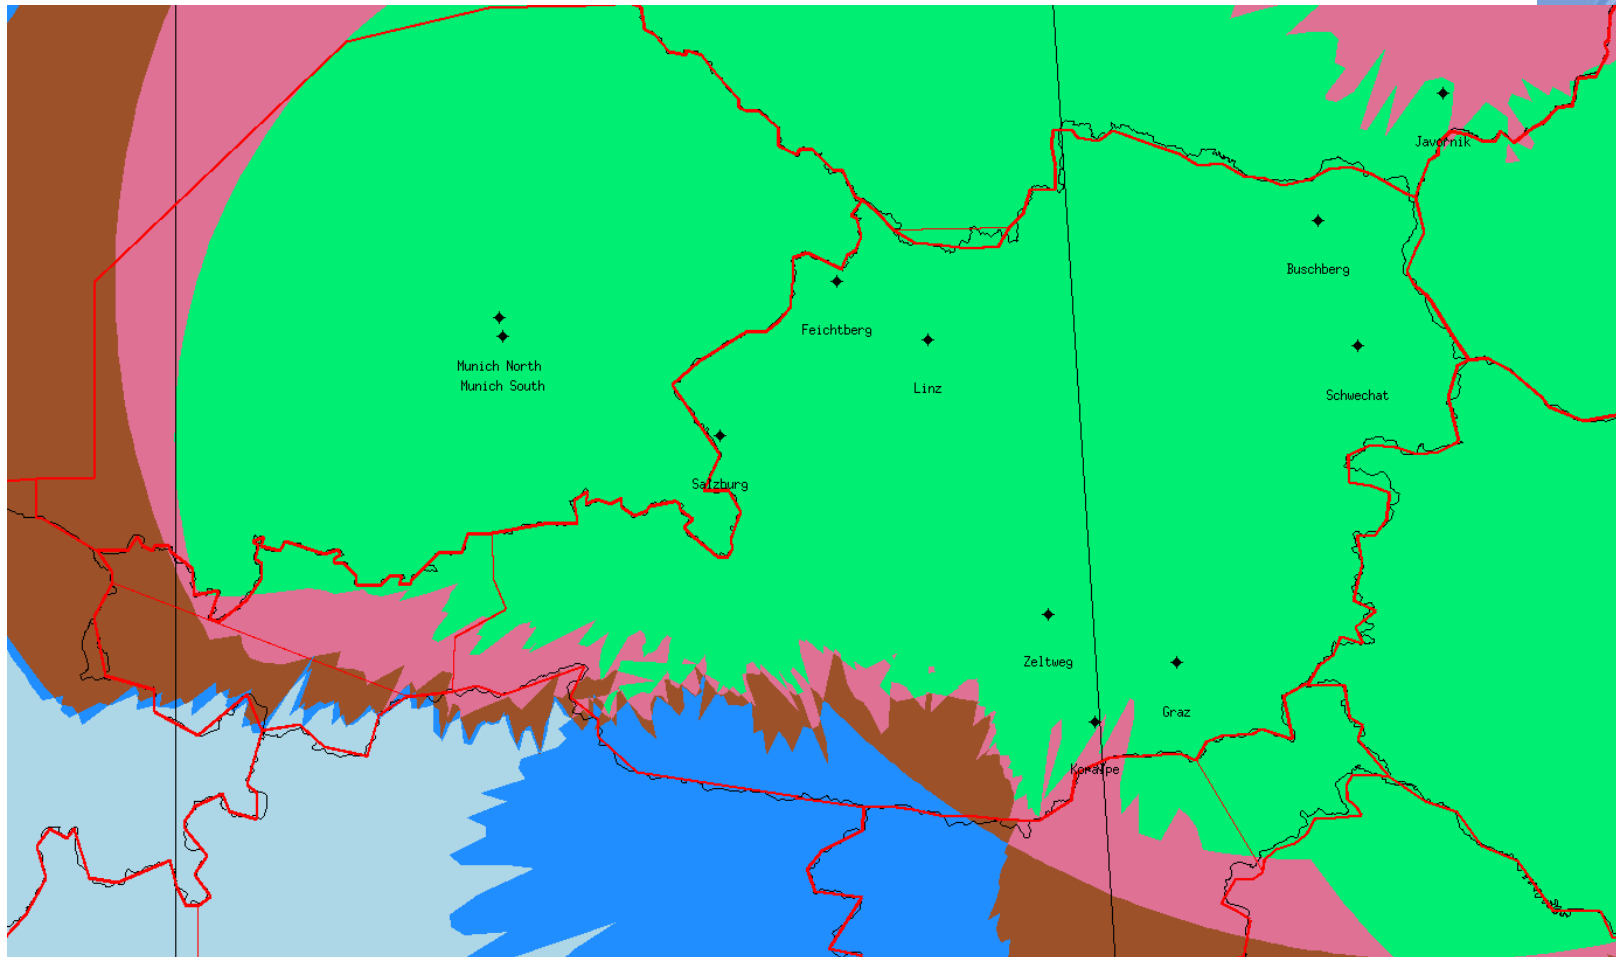 Javornik
Buschberg
Feichtberg
Munich North
Munich South
Linz
Schwechat
Salzburg
Zeltweg
Graz
Koralpe